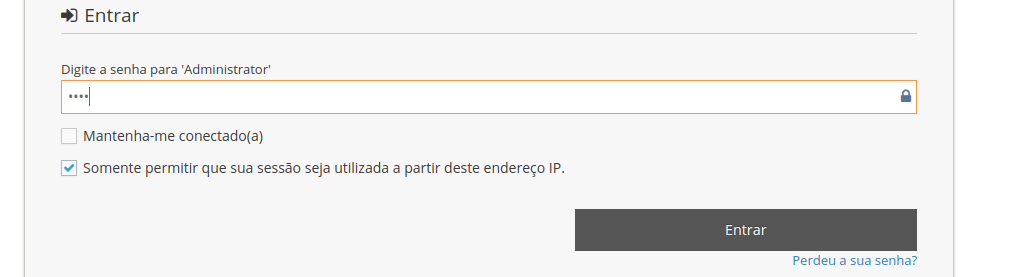 Entrar
Digite a senha para 'Administrator'
••••
Mantenha-me conectado(a)
Somente permitir que sua sessão seja utilizada a partir deste endereço IP.
Entrar
Perdeu a sua senha?